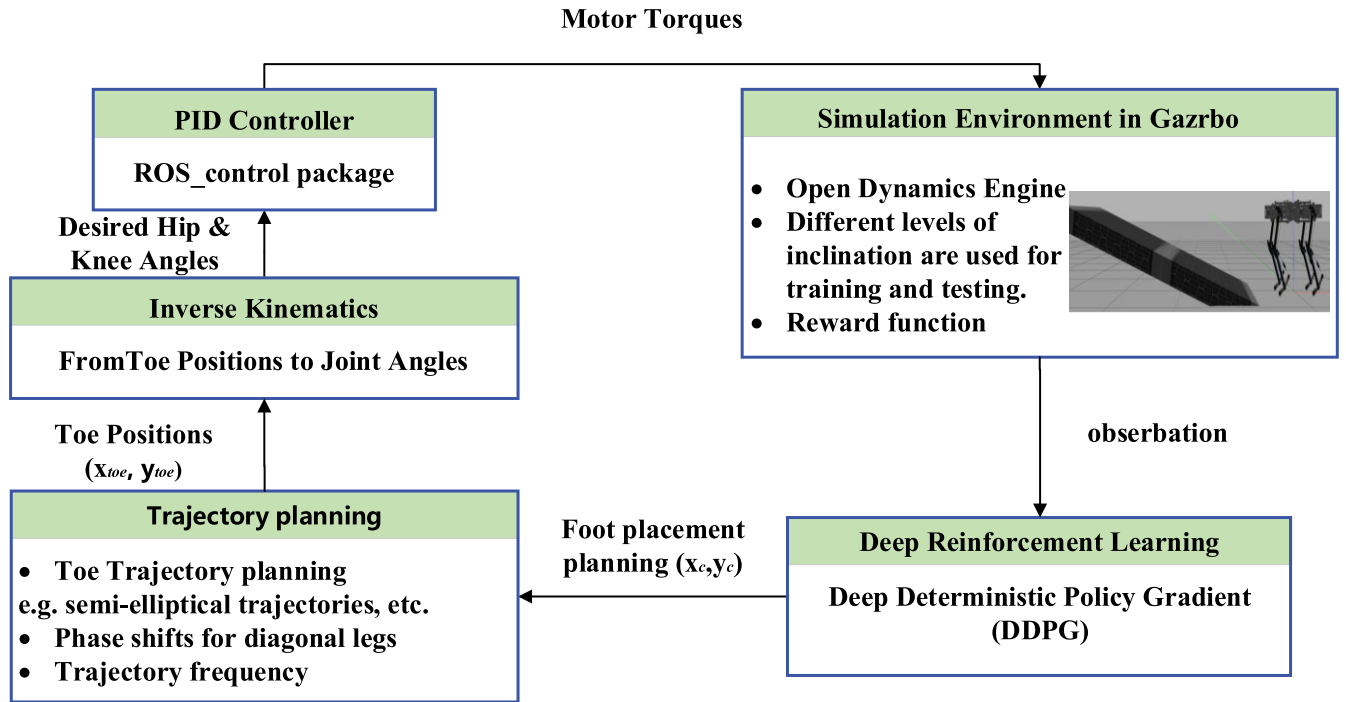 Motor Torques
PID Controller
ROS_control package
Simulation Environment in Gazrbo
• Open Dynamics Engine
• Different levels of
inclination are used for
training and testing.
• Reward function
Desired Hip &
Knee Angles
Inverse Kinematics
FromToe Positions to Joint Angles
Toe Positions
(xtoe, ytoe)
obserbation
Trajectory planning
• Toe Trajectory planning
e.g. semi-elliptical trajectories, etc.
• Phase shifts for diagonal legs
• Trajectory frequency
Foot placement
planning (xc,yc)
Deep Reinforcement Learning
Deep Deterministic Policy Gradient
(DDPG)